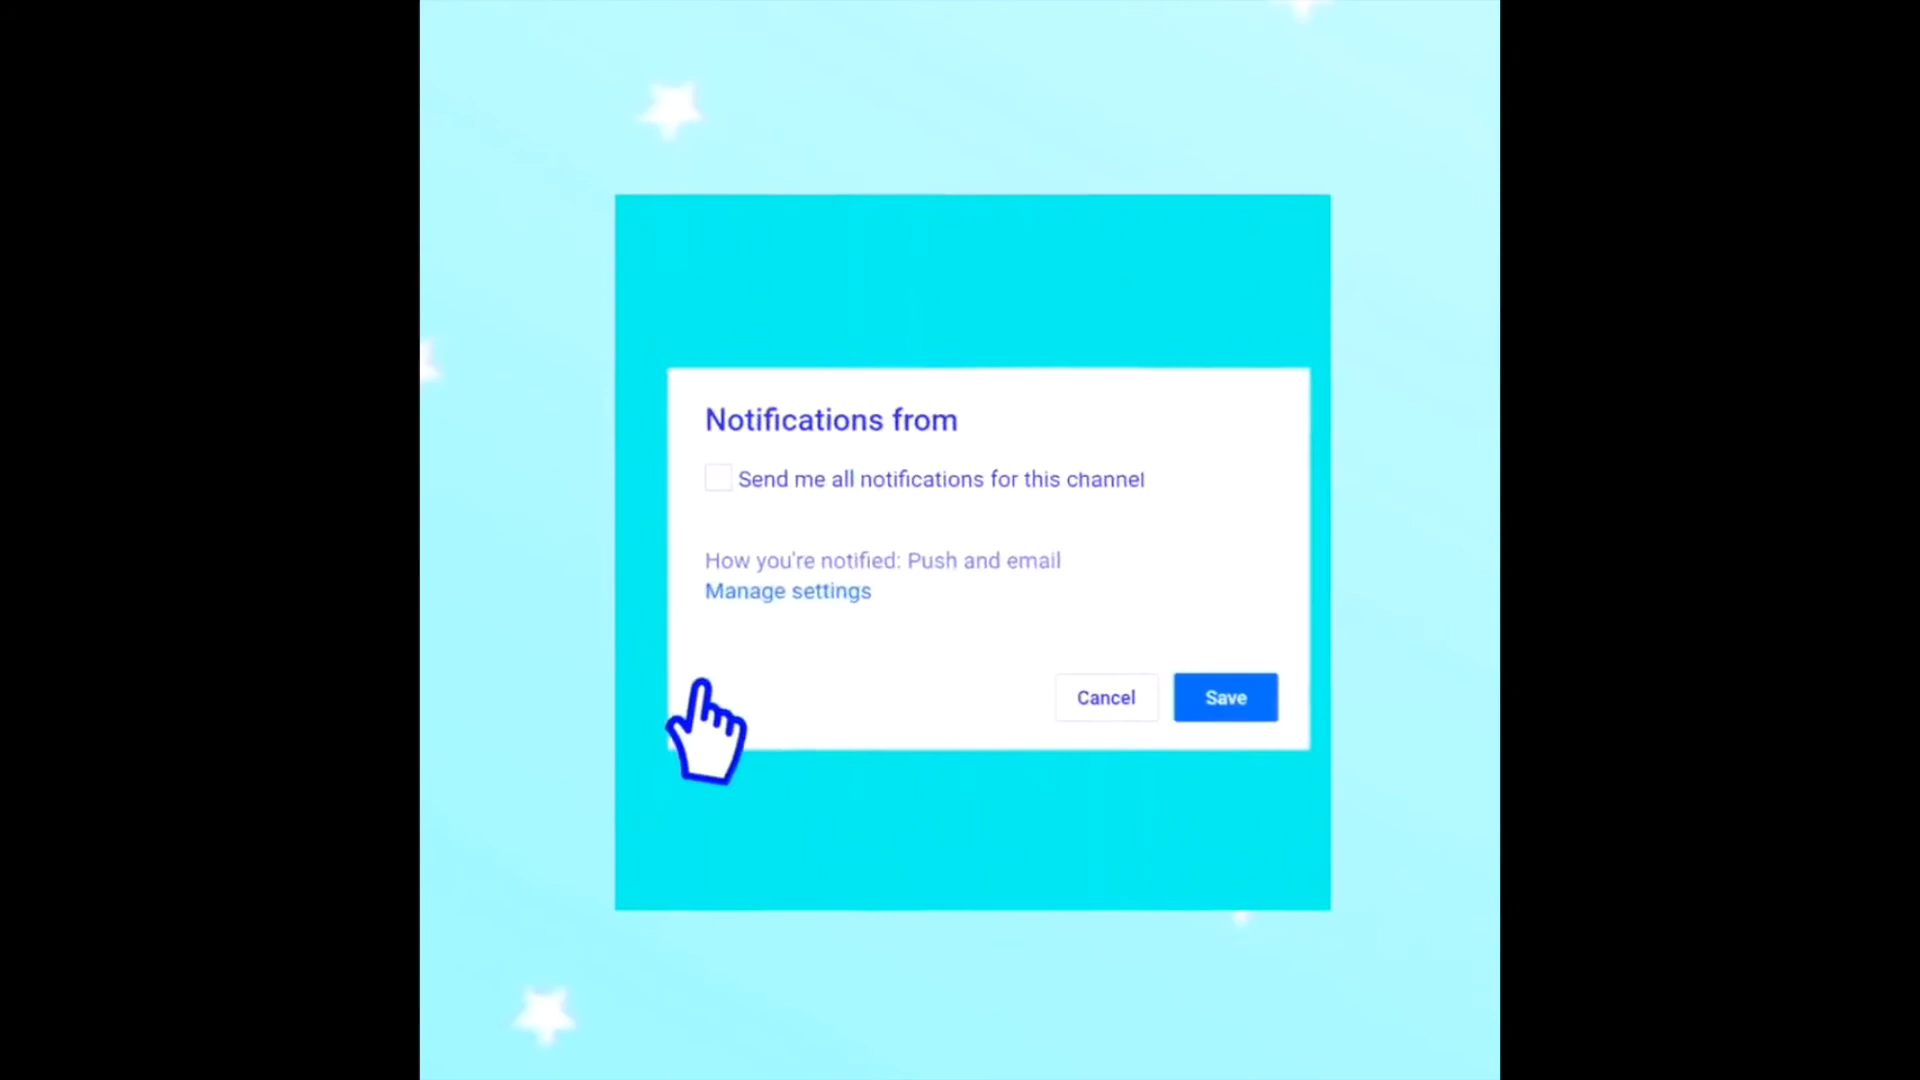 Notifications from
Send me all notifications for this channel
How you're notified: Push and email
Manage settings
Cancel
Save